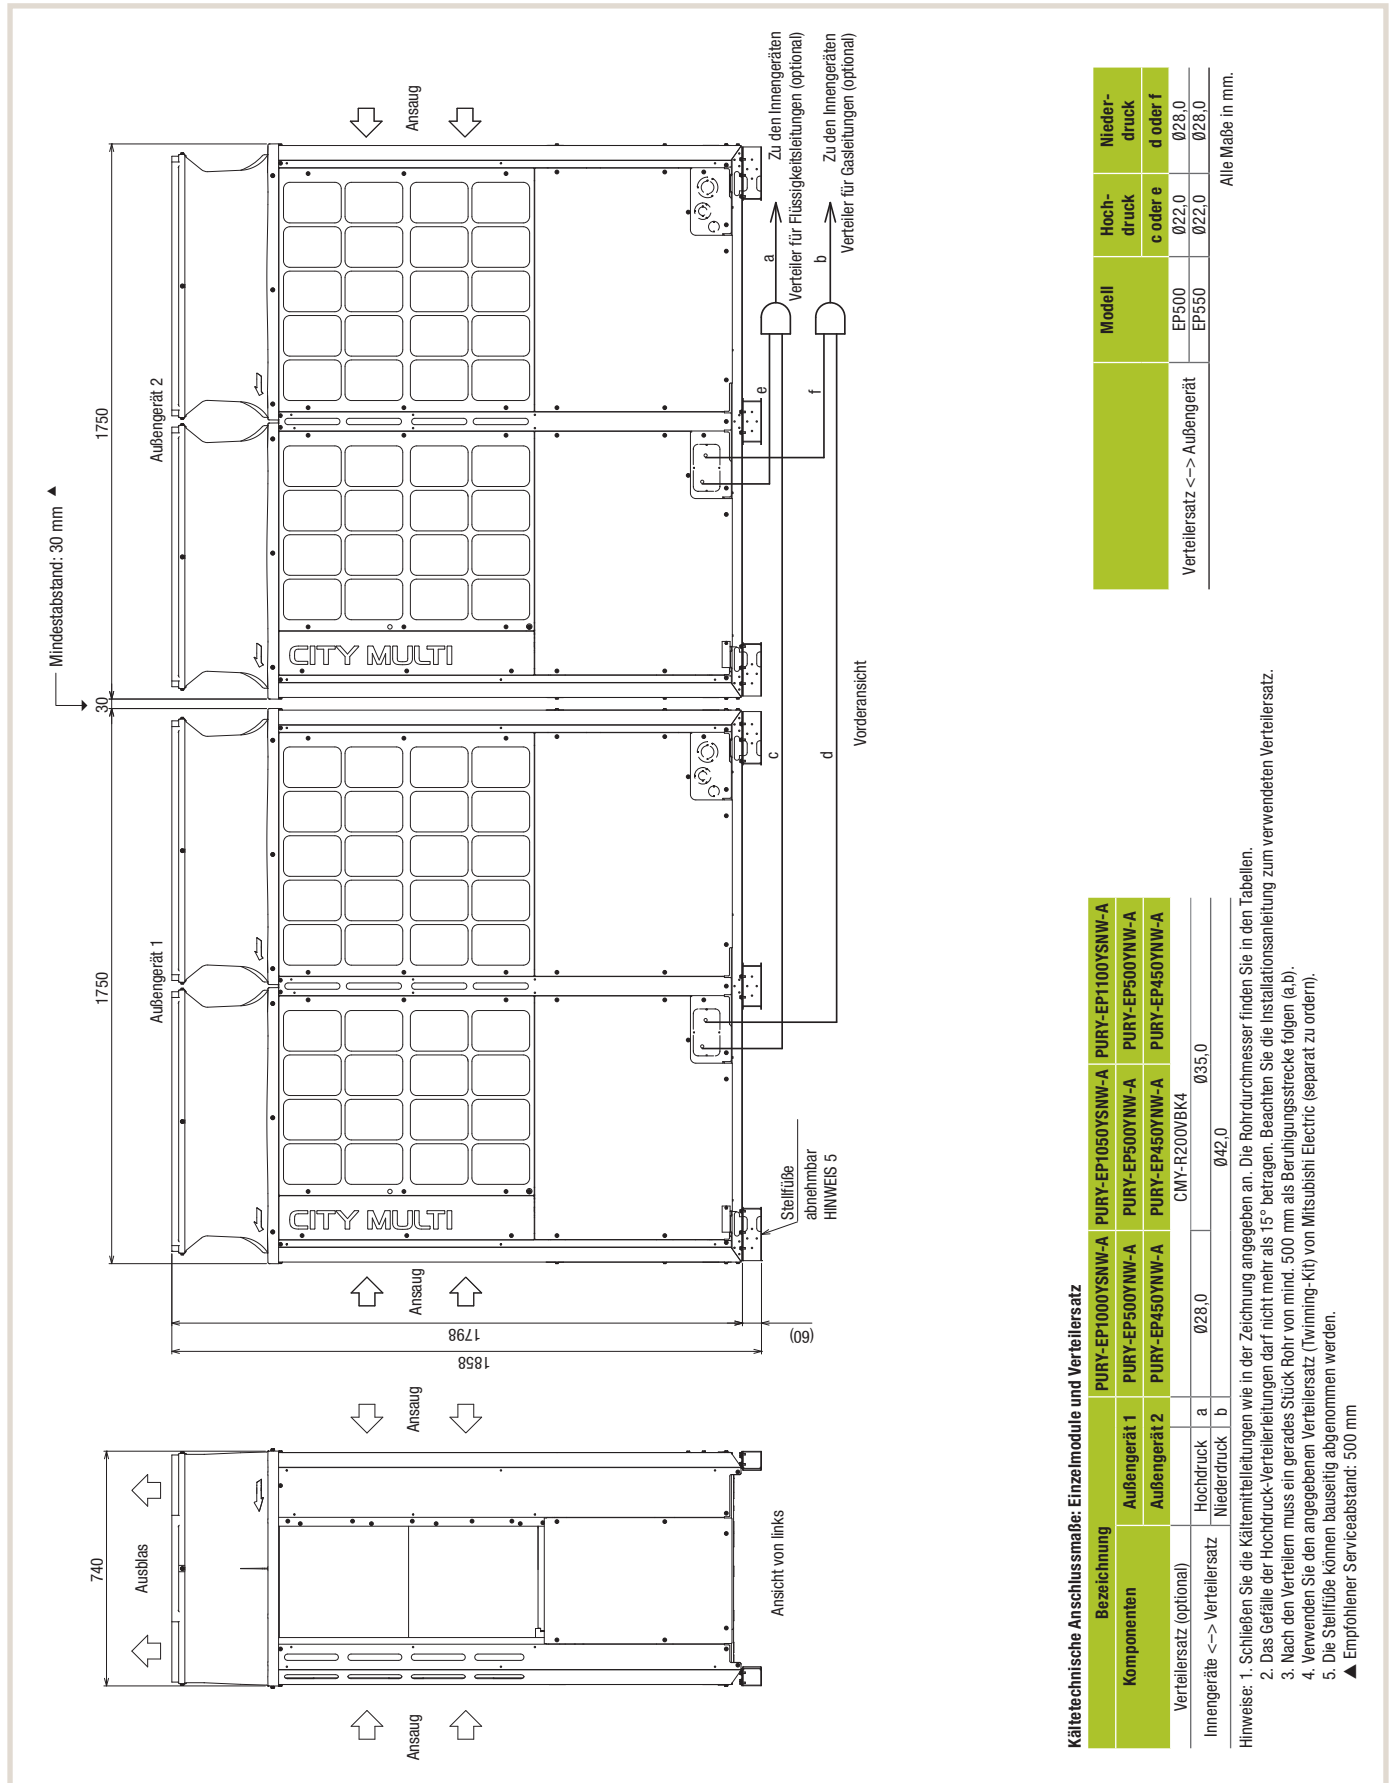 Mindestabstand: 30 mm ▲
1750
30
1750
Außengerät 1
Außengerät 2
Ansaug
Ansaug
CITY MULTI
CITY MULTI
1798
1858
(60)
Stellfüße
abnehmbar
HINWEIS 5
c
d
e
f
a
b
Zu den Innengeräten
Verteiler für Flüssigkeitsleitungen (optional)
Zu den Innengeräten
Verteiler für Gasleitungen (optional)
Vorderansicht
740
Ausblas
Ansaug
Ansaug
Ansicht von links
Kältetechnische Anschlussmaße: Einzelmodule und Verteilersatz
Bezeichnung PURY-EP1000YSNW-A PURY-EP1050YSNW-A PURY-EP1100YSNW-A
Komponenten Außengerät 1 PURY-EP500YNW-A PURY-EP500YNW-A PURY-EP500YNW-A
Außengerät 2 PURY-EP450YNW-A PURY-EP450YNW-A PURY-EP450YNW-A
Verteilersatz (optional) CMY-R200VBK4
Innengeräte <–> Verteilersatz Hochdruck a Ø28,0 Ø35,0
Niederdruck b Ø42,0
Hinweise: 1. Schließen Sie die Kältemittelleitungen wie in der Zeichnung angegeben an. Die Rohrdurchmesser finden Sie in den Tabellen.
2. Das Gefälle der Hochdruck-Verteilerleitungen darf nicht mehr als 15° betragen. Beachten Sie die Installationsanleitung zum verwendeten Verteilersatz.
3. Nach den Verteilern muss ein gerades Stück Rohr von mind. 500 mm als Beruhigungsstrecke folgen (a,b).
4. Verwenden Sie den angegebenen Verteilersatz (Twinning-Kit) von Mitsubishi Electric (separat zu ordern).
5. Die Stellfüße können bauseitig abgenommen werden.
▲ Empfohlener Serviceabstand: 500 mm
Modell Hoch- Nieder-
druck druck
c oder e d oder f
Verteilersatz <–> Außengerät EP500 Ø22,0 Ø28,0
EP550 Ø22,0 Ø28,0
Alle Maße in mm.